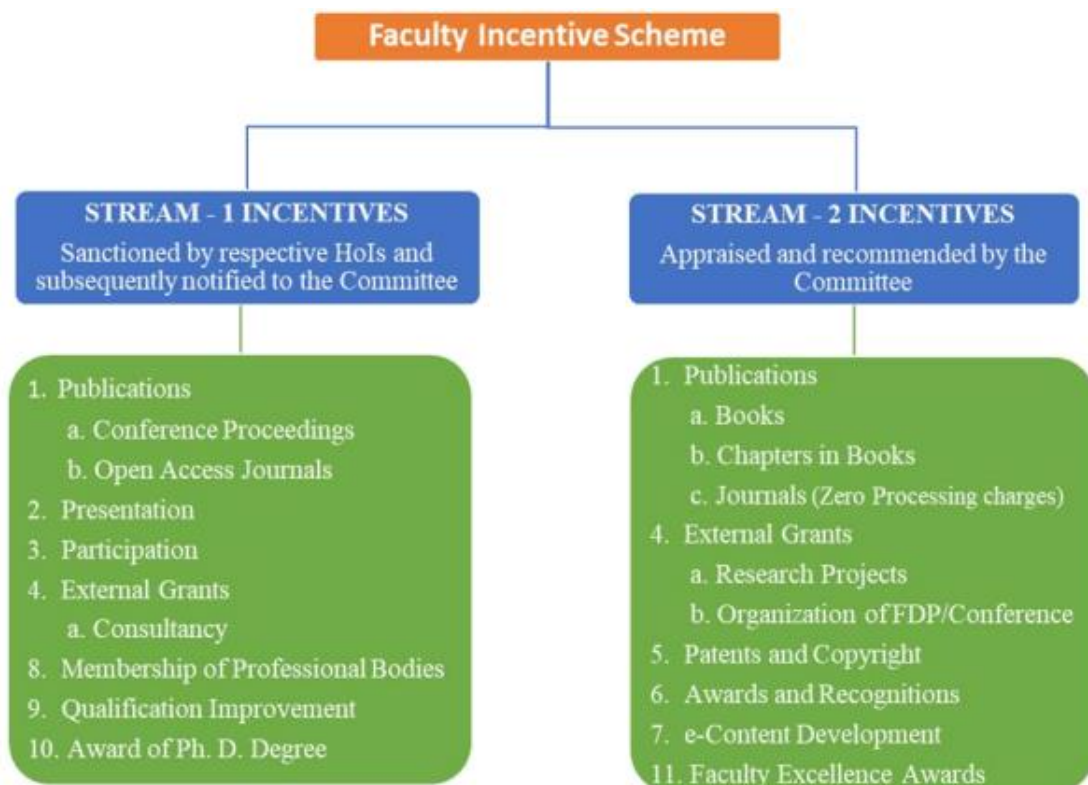 Faculty Incentive Scheme
STREAM - 1 INCENTIVES
Sanctioned by respective HoIs and
subsequently notified to the Committee
1. Publications
a. Conference Proceedings
b. Open Access Journals
2. Presentation
3. Participation
4. External Grants
a. Consultancy
8. Membership of Professional Bodies
9. Qualification Improvement
10. Award of Ph. D. Degree
STREAM - 2 INCENTIVES
Appraised and recommended by the
Committee
1. Publications
a. Books
b. Chapters in Books
c. Journals (Zero Processing charges)
4. External Grants
a. Research Projects
b. Organization of FDP/Conference
5. Patents and Copyright
6. Awards and Recognitions
7. e-Content Development
11. Faculty Excellence Awards